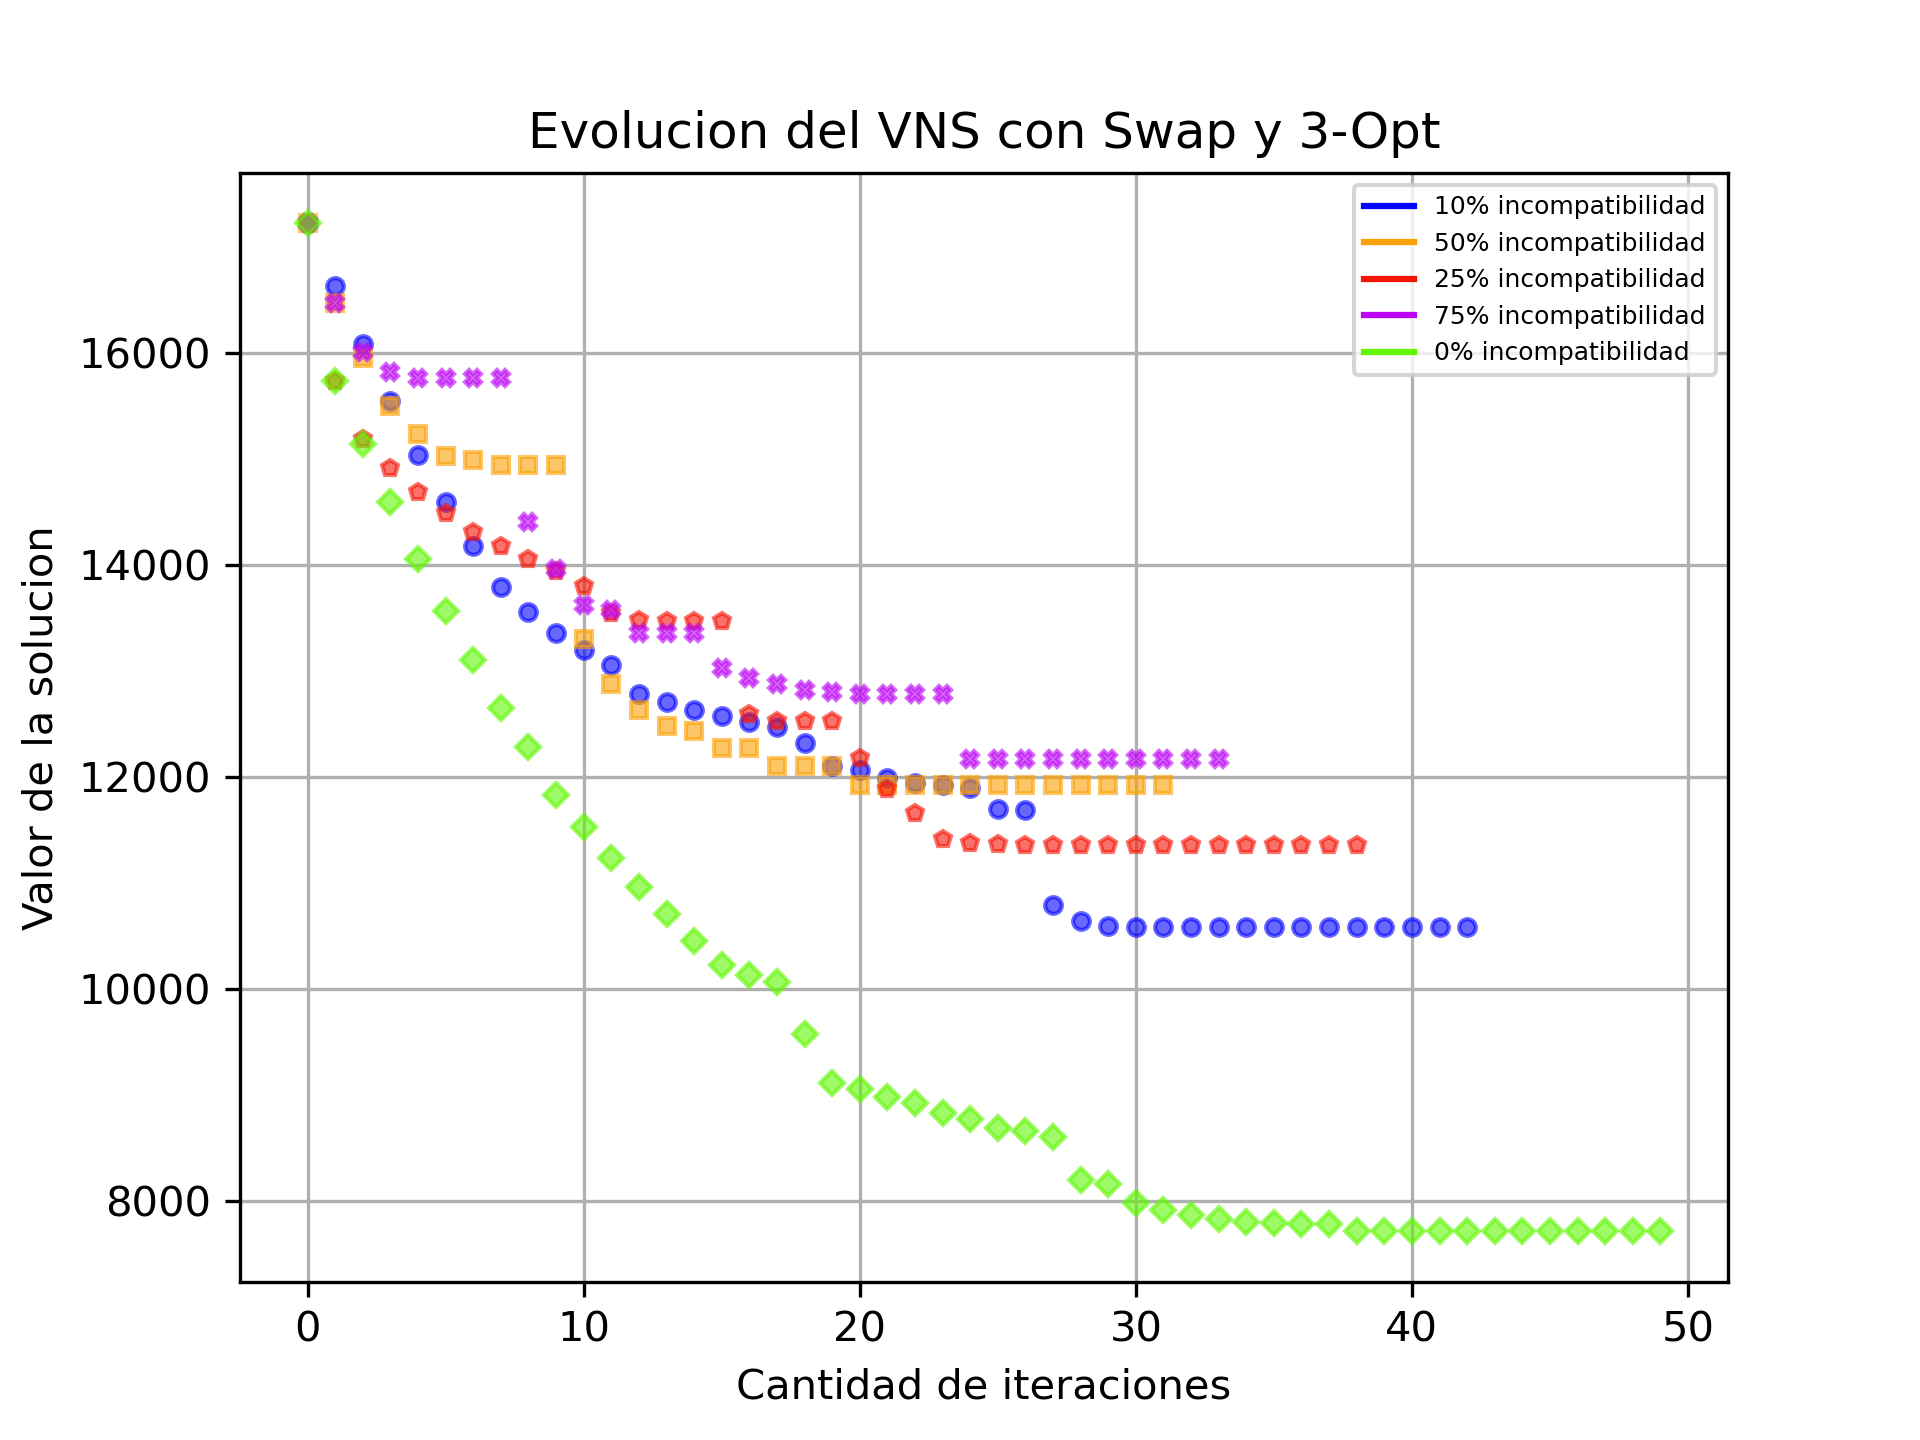 Evolucion del VNS con Swap y 3-Opt
10% incompatibilidad
50% incompatibilidad
25% incompatibilidad
75% incompatibilidad
0% incompatibilidad
Valor de la solucion
16000
14000
12000
10000
8000
0 10 20 30 40 50
Cantidad de iteraciones